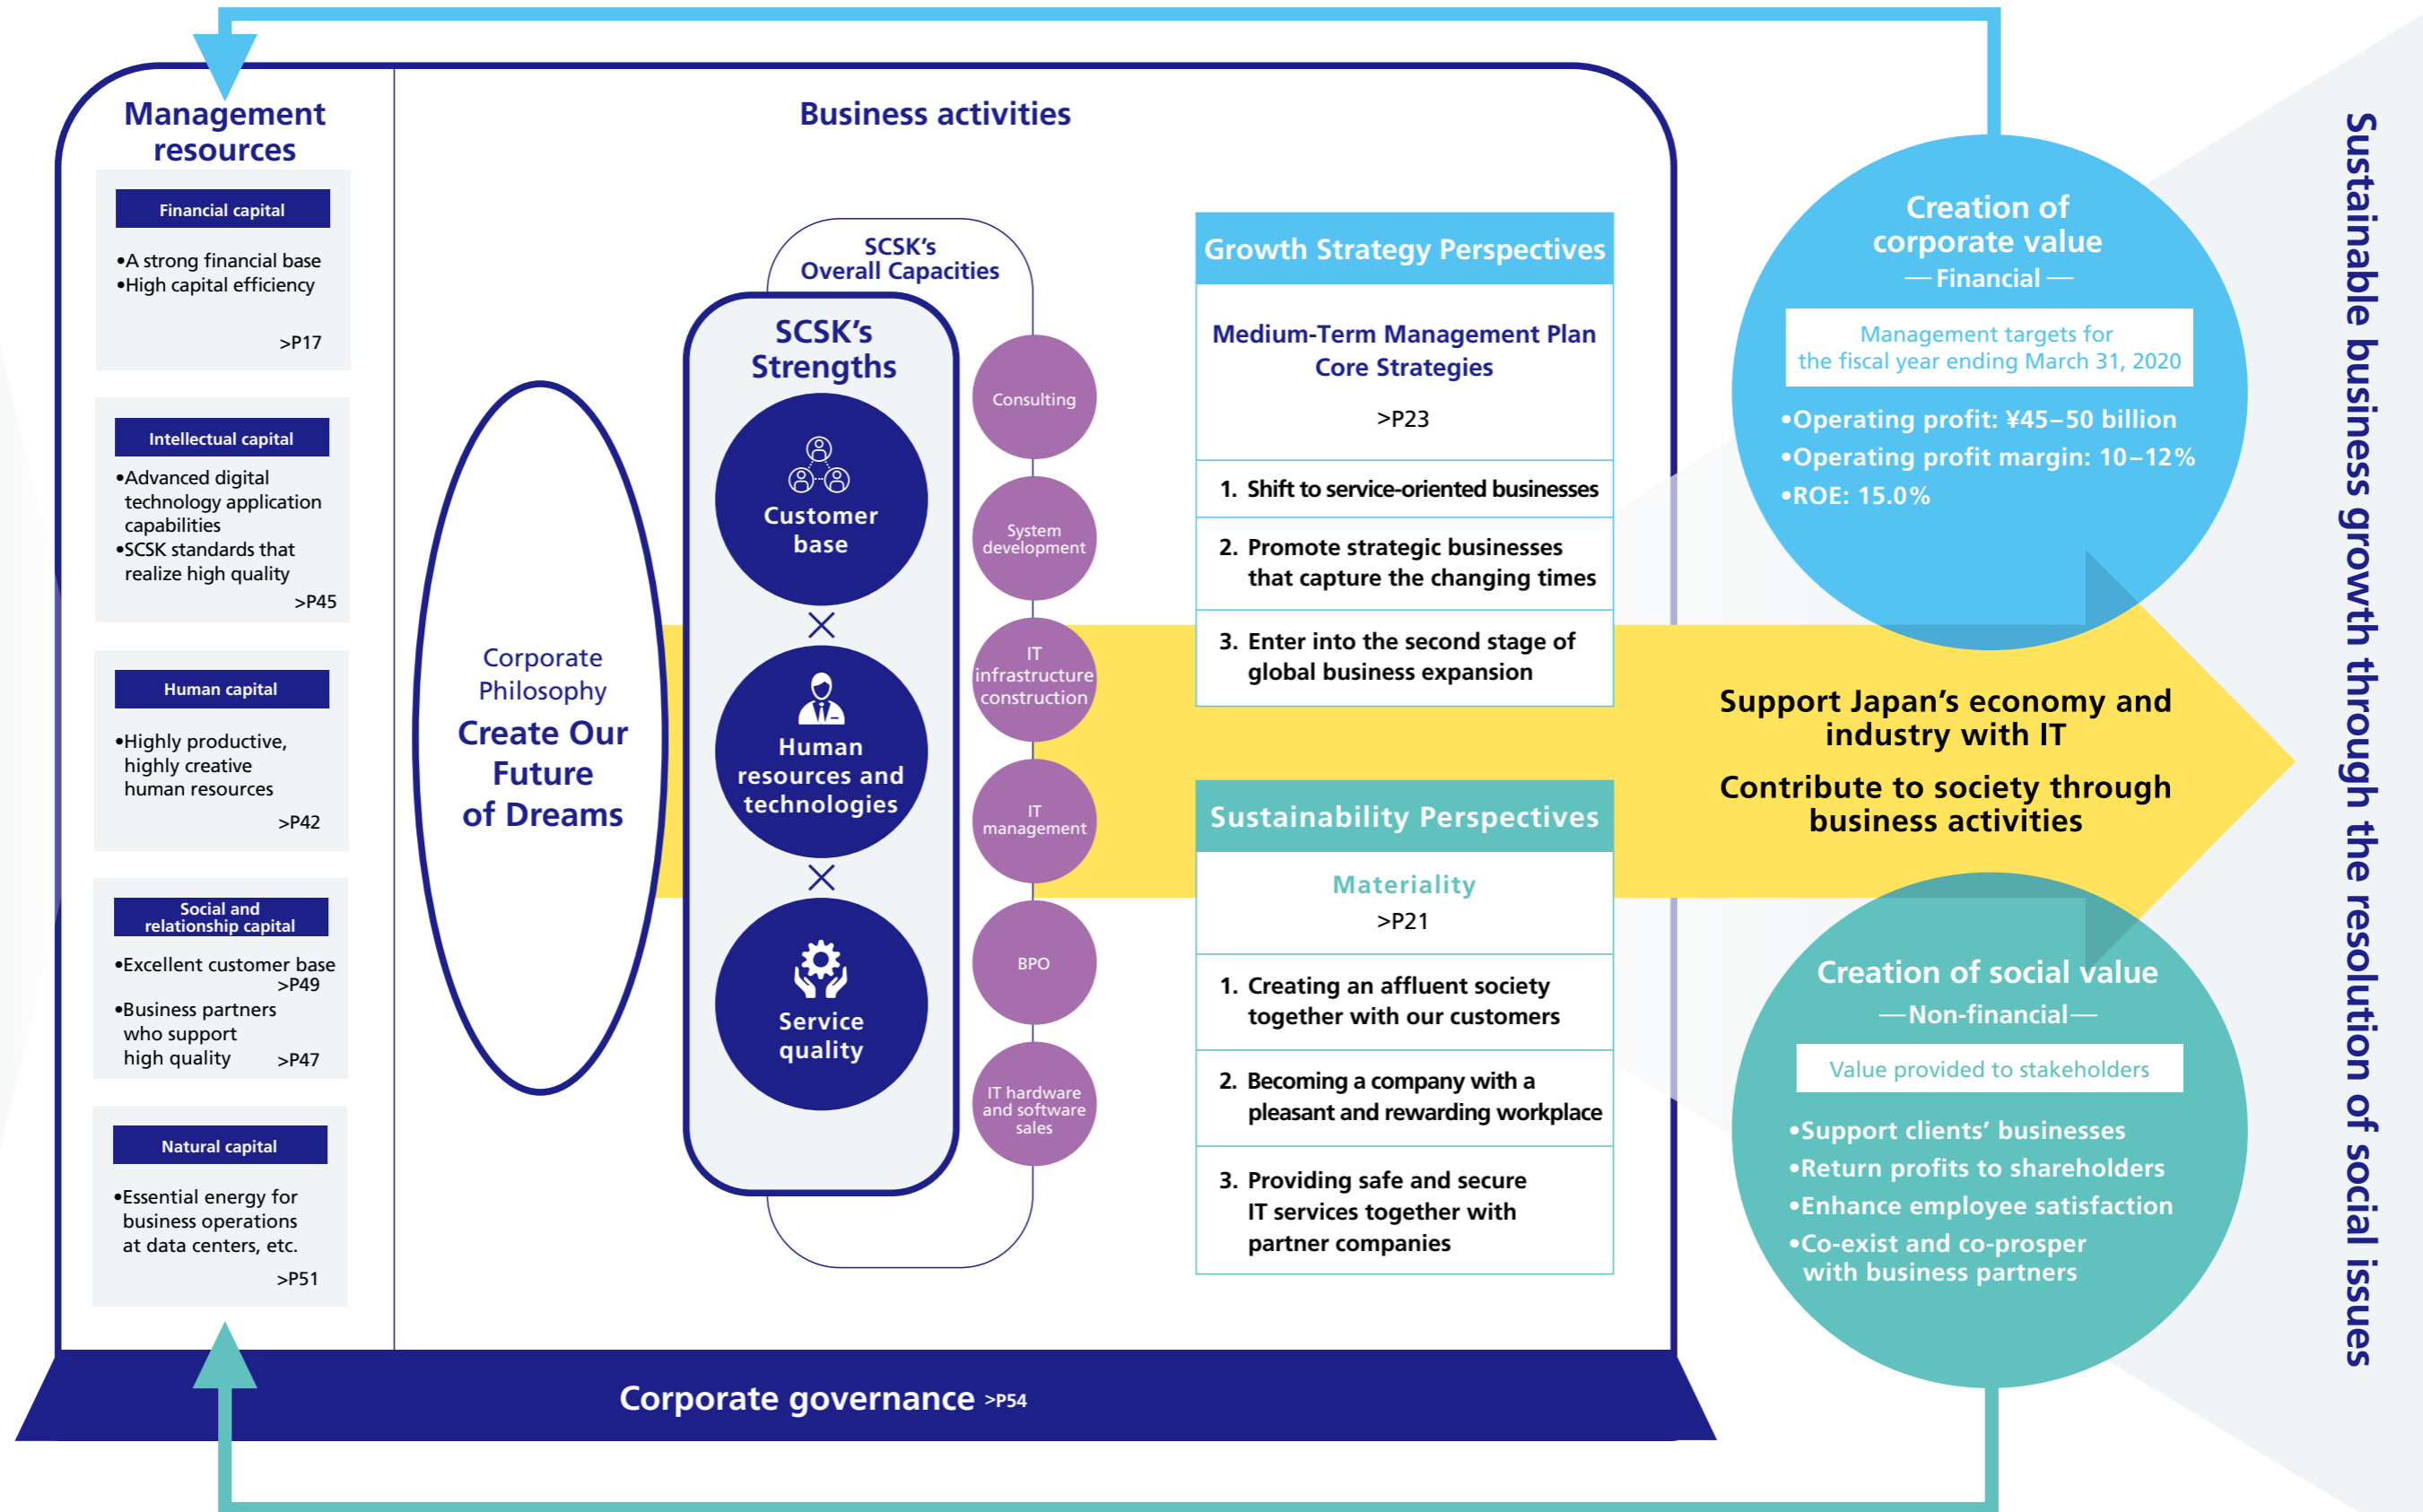 Management
resources
Financial capital
•A strong financial base
•High capital efficiency
>P17
Intellectual capital
•Advanced digital
technology application
capabilities
•SCSK standards that
realize high quality
>P45
Human capital
•Highly productive,
highly creative
human resources
>P42
Social and
relationship capital
•Excellent customer base
>P49
•Business partners
who support
high quality >P47
Natural capital
•Essential energy for
business operations
at data centers, etc.
>P51
Business activities
Corporate
Philosophy
Create Our
Future
of Dreams
SCSK's
Overall Capacities
SCSK's
Strengths
Customer
base
×
Human
resources and
technologies
×
Service
quality
Consulting
System
development
IT
infrastructure
construction
IT
management
BPO
IT hardware
and software
sales
Growth Strategy Perspectives
Medium-Term Management Plan
Core Strategies
>P23
1. Shift to service-oriented businesses
2. Promote strategic businesses
that capture the changing times
3. Enter into the second stage of
global business expansion
Sustainability Perspectives
Materiality
>P21
1. Creating an affluent society
together with our customers
2. Becoming a company with a
pleasant and rewarding workplace
3. Providing safe and secure
IT services together with
partner companies
Corporate governance >P54
Creation of
corporate value
— Financial —
Management targets for
the fiscal year ending March 31, 2020
•Operating profit: ¥45–50 billion
•Operating profit margin: 10–12%
•ROE: 15.0%
Support Japan's economy and
industry with IT
Contribute to society through
business activities
Creation of social value
—Non-financial—
Value provided to stakeholders
•Support clients' businesses
•Return profits to shareholders
•Enhance employee satisfaction
•Co-exist and co-prosper
with business partners
Sustainable business growth through the resolution of social issues